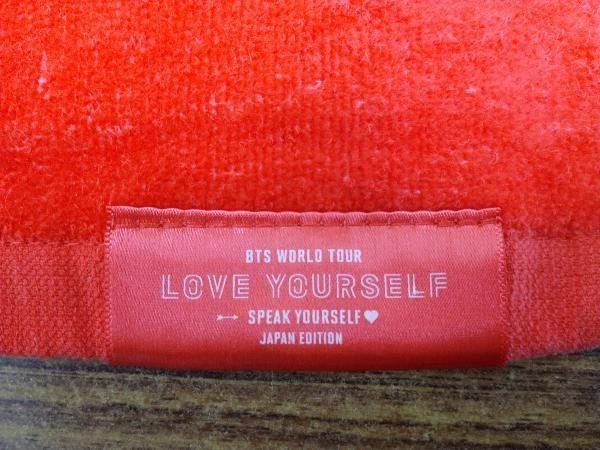 BTS WORLD TOUR
LOVE YOURSELF
SPEAK YOURSELF
JAPAN EDITION